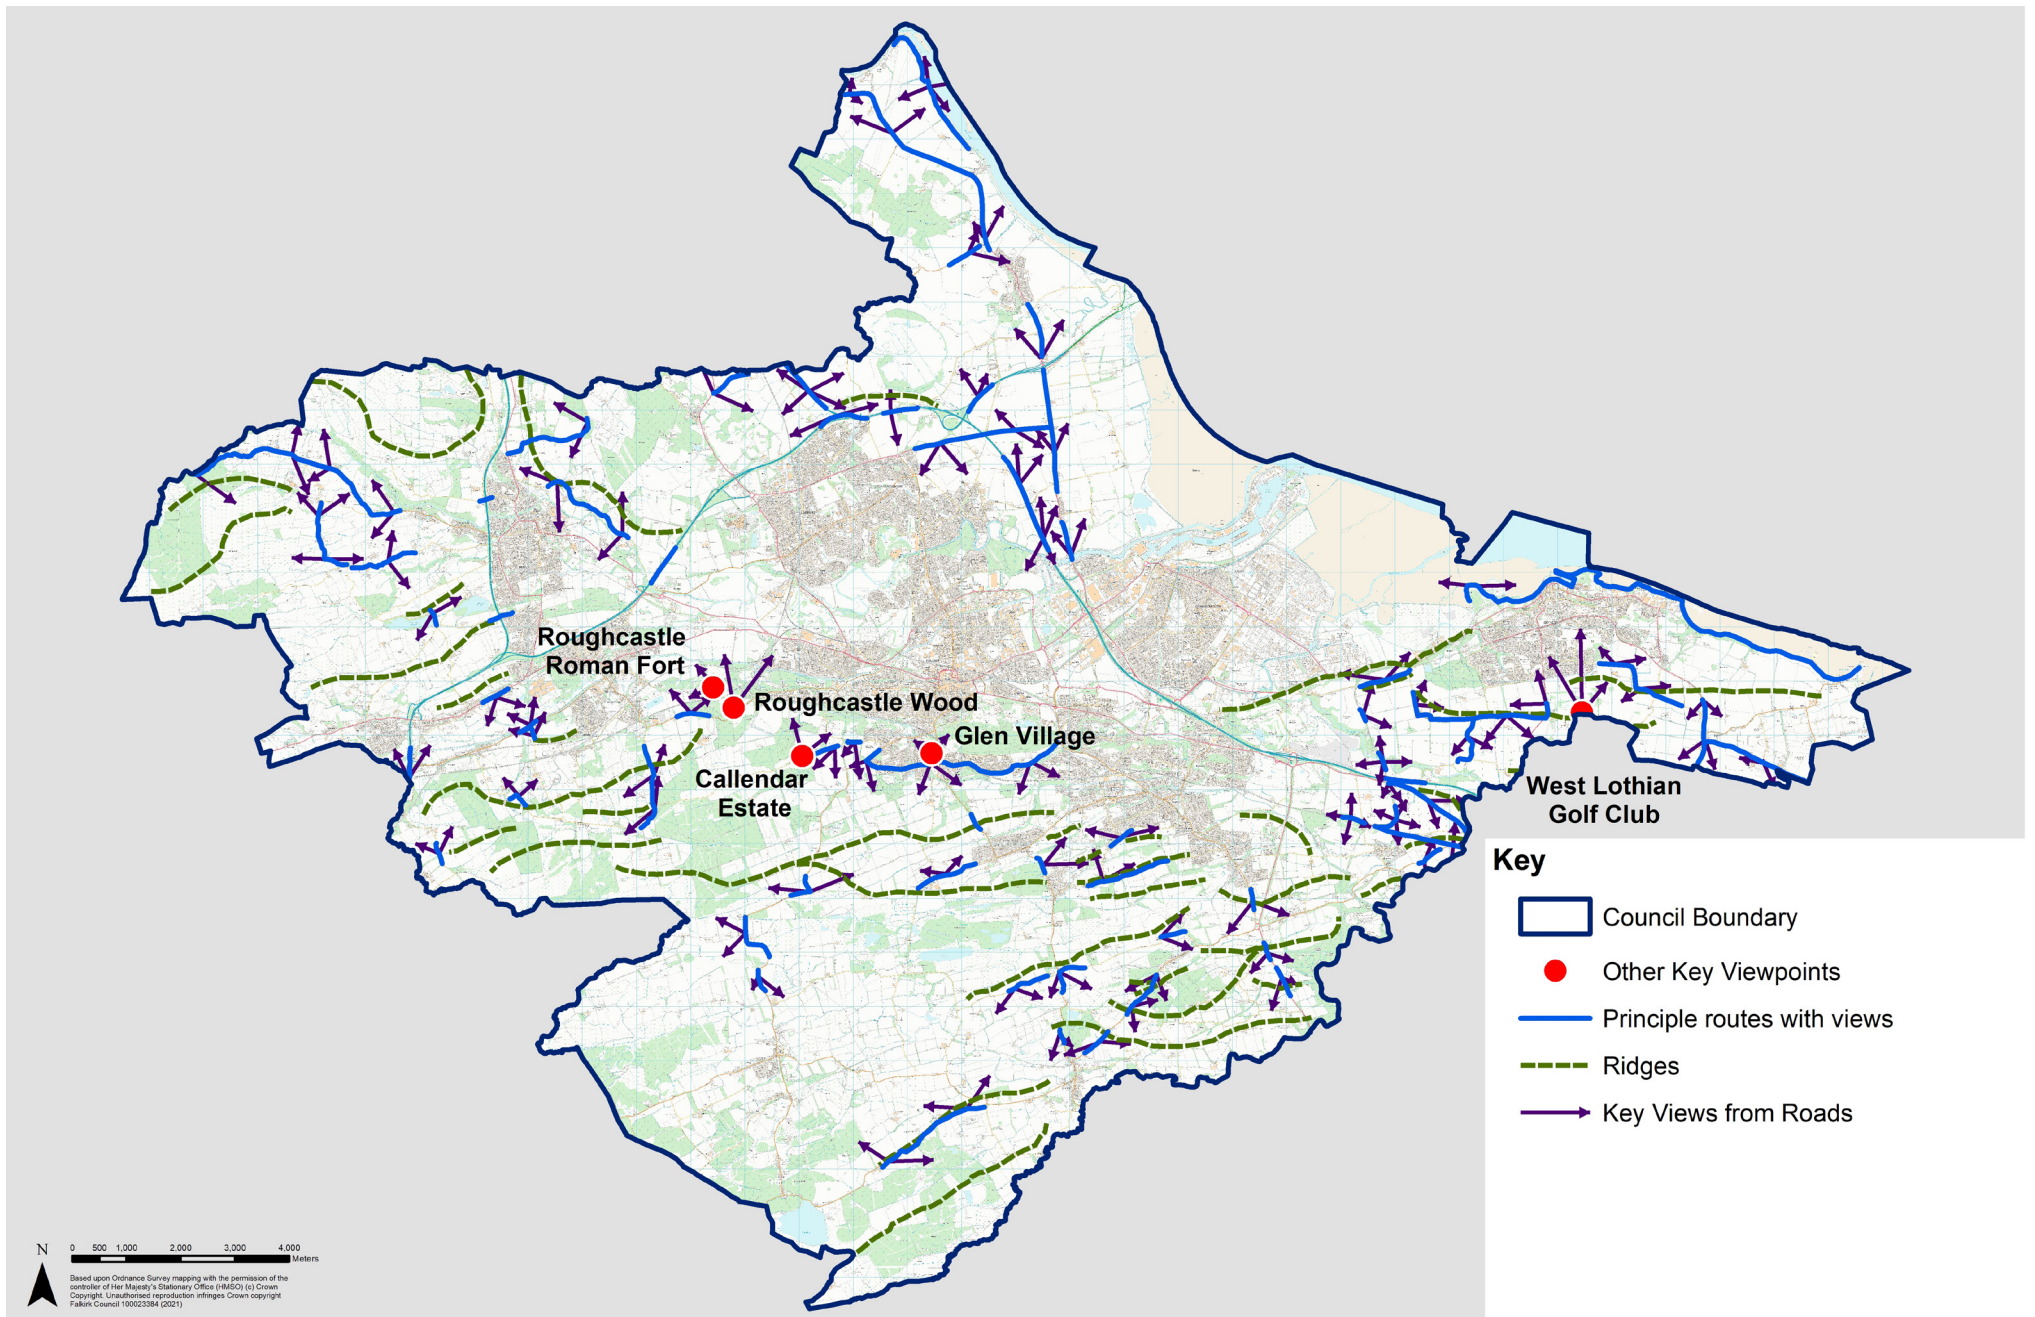 Roughcastle
Roman Fort
Roughcastle Wood
Glen Village
Callendar
Estate
West Lothian
Golf Club
Key
Council Boundary
Other Key Viewpoints
Principle routes with views
Ridges
Key Views from Roads
N
0 500 1,000 2,000 3,000 4,000
Meters
Based upon Ordnance Survey mapping with the permission of the
controller of Her Majesty's Stationary Office (HMSO) (c) Crown
Copyright. Unauthorised reproduction infringes Crown copyright
Falkirk Council 100023384 (2021)